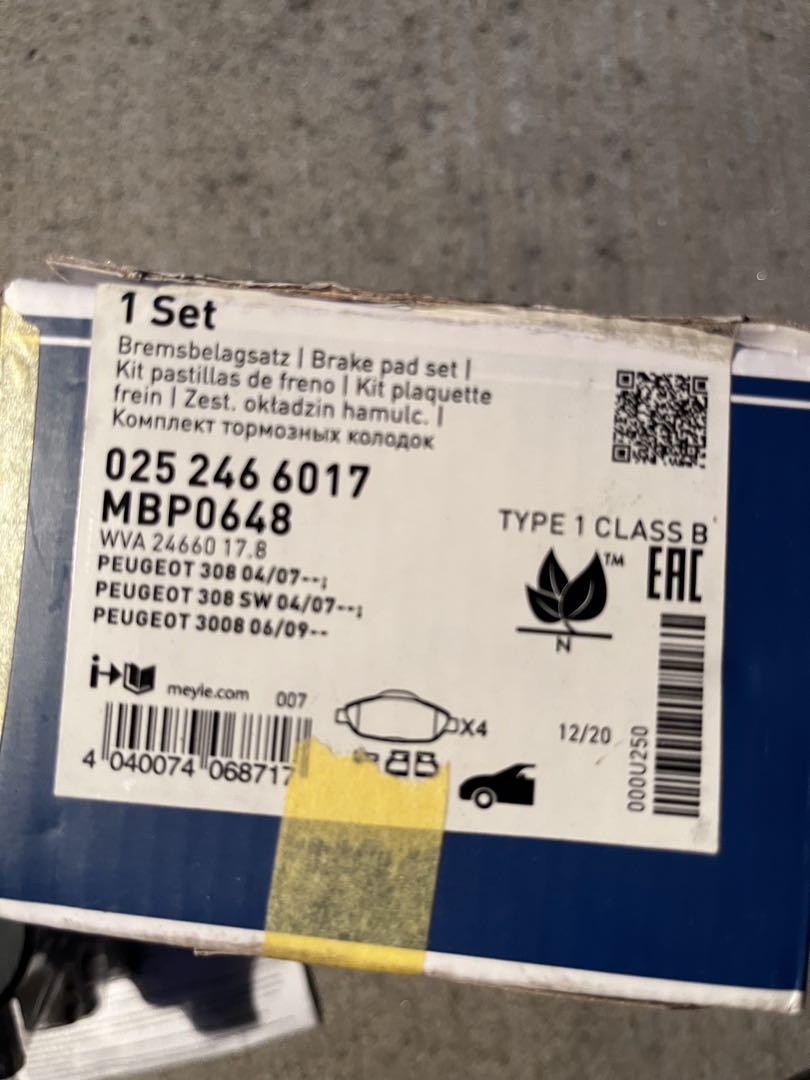 1 Set
Bremsbelagsatz | Brake pad set |
Kit pastillas de freno | Kit plaquette
frein | Zest. okładzin hamulc. |
Комплект тормозных колодок
025 246 6017
MBP0648
WVA 24660 17.8
PEUGEOT 308 04/07--;
PEUGEOT 308 SW 04/07--;
PEUGEOT 3008 06/09--
TYPE 1 CLASS B
TM
EAC
N
i
meyle.com
007
X4
12/20
000U250
4 040074 068717